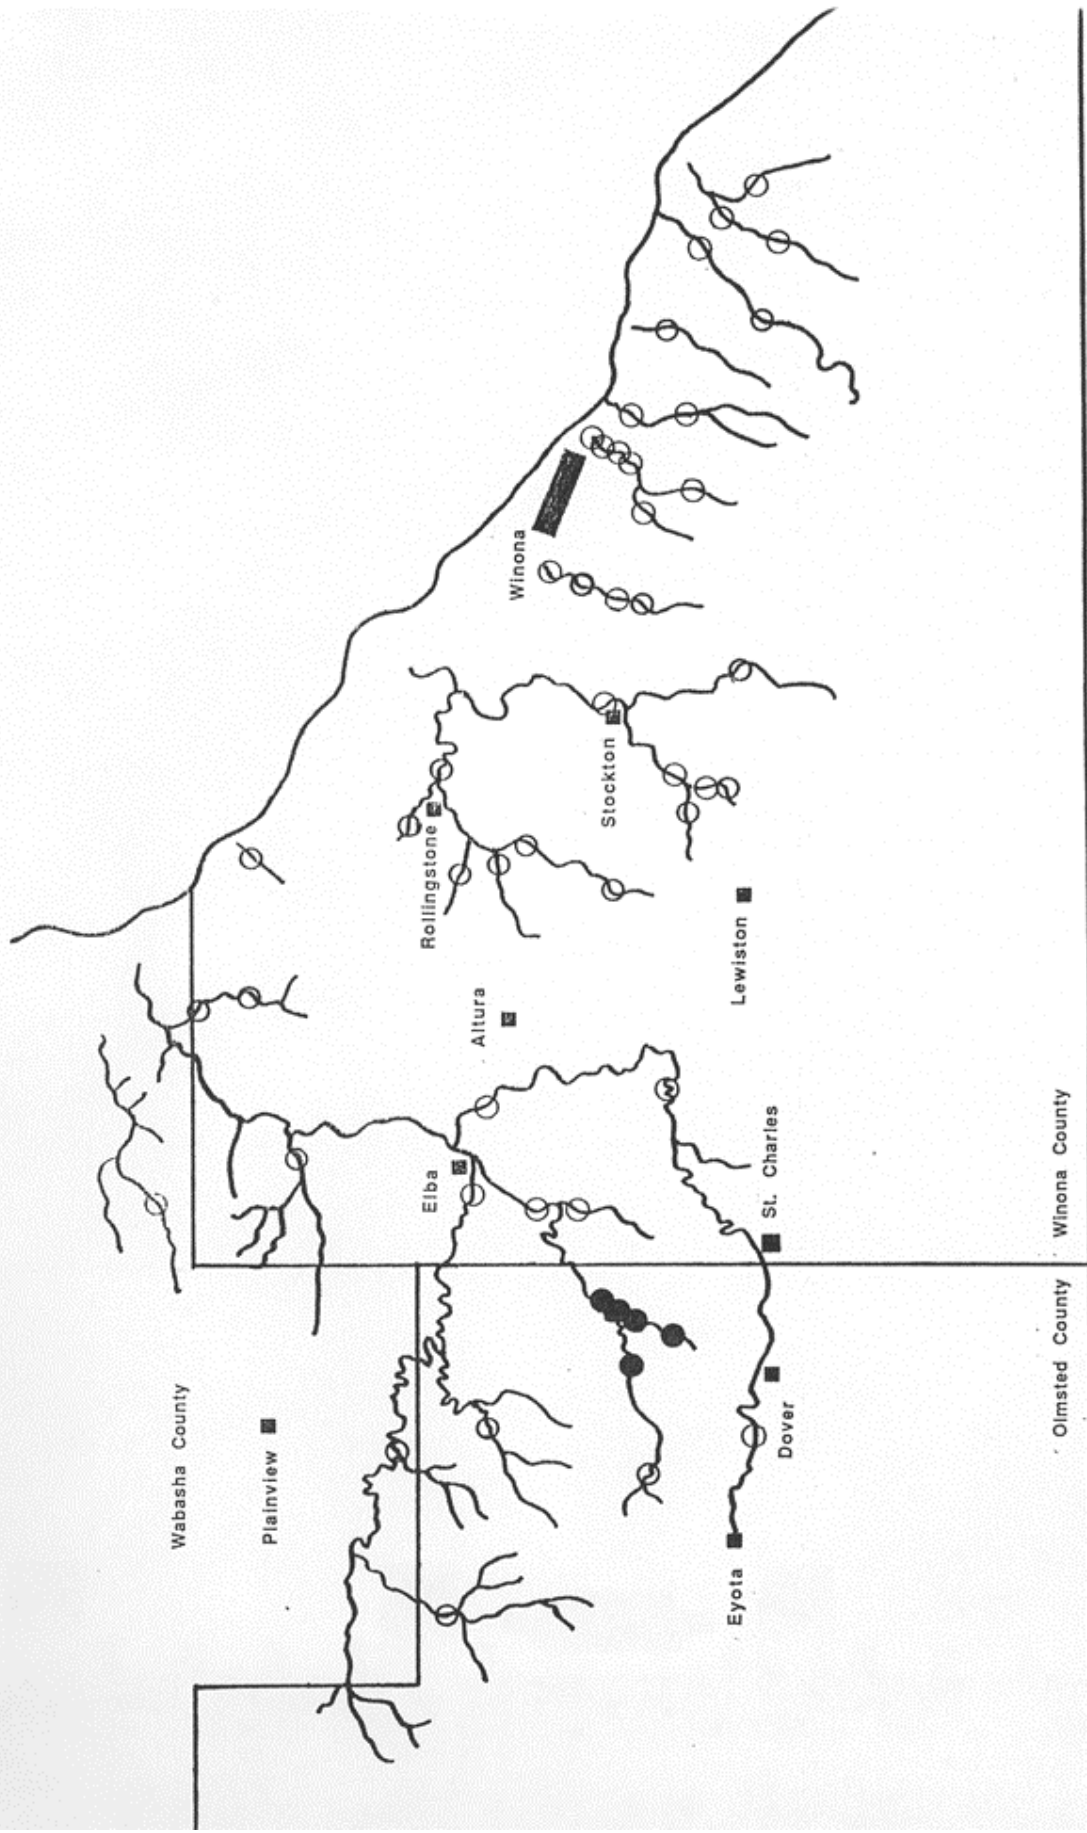 Wabasha County
Plainview
Elba
Altura
Rollingstone
Winona
Stockton
Lewiston
St. Charles
Dover
Eyota
Olmsted County
Winona County